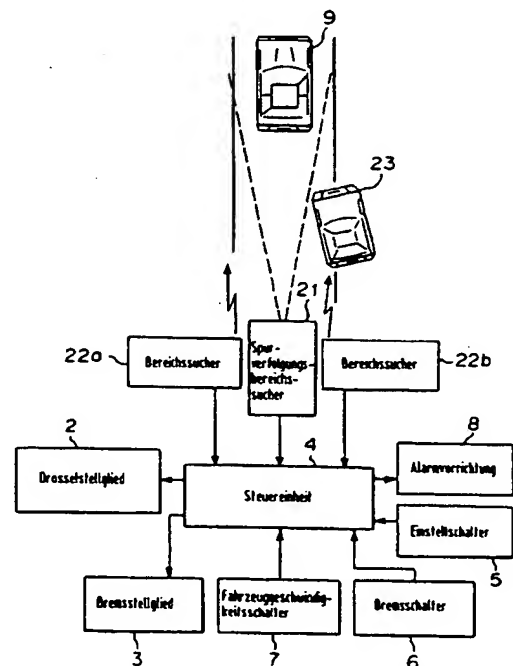 9
23
21
22a
Bereichssucher
Spur-
verfolgungs-
bereichs-
sucher
Bereichssucher
22b
2
4
8
Drosselstellglied
Steuereinheit
Alarmvorrichtung
Einstellschalter
5
Bremsstellglied
Fahrzeuggeschwindig-
keitsschalter
Bremsschalter
3
7
6